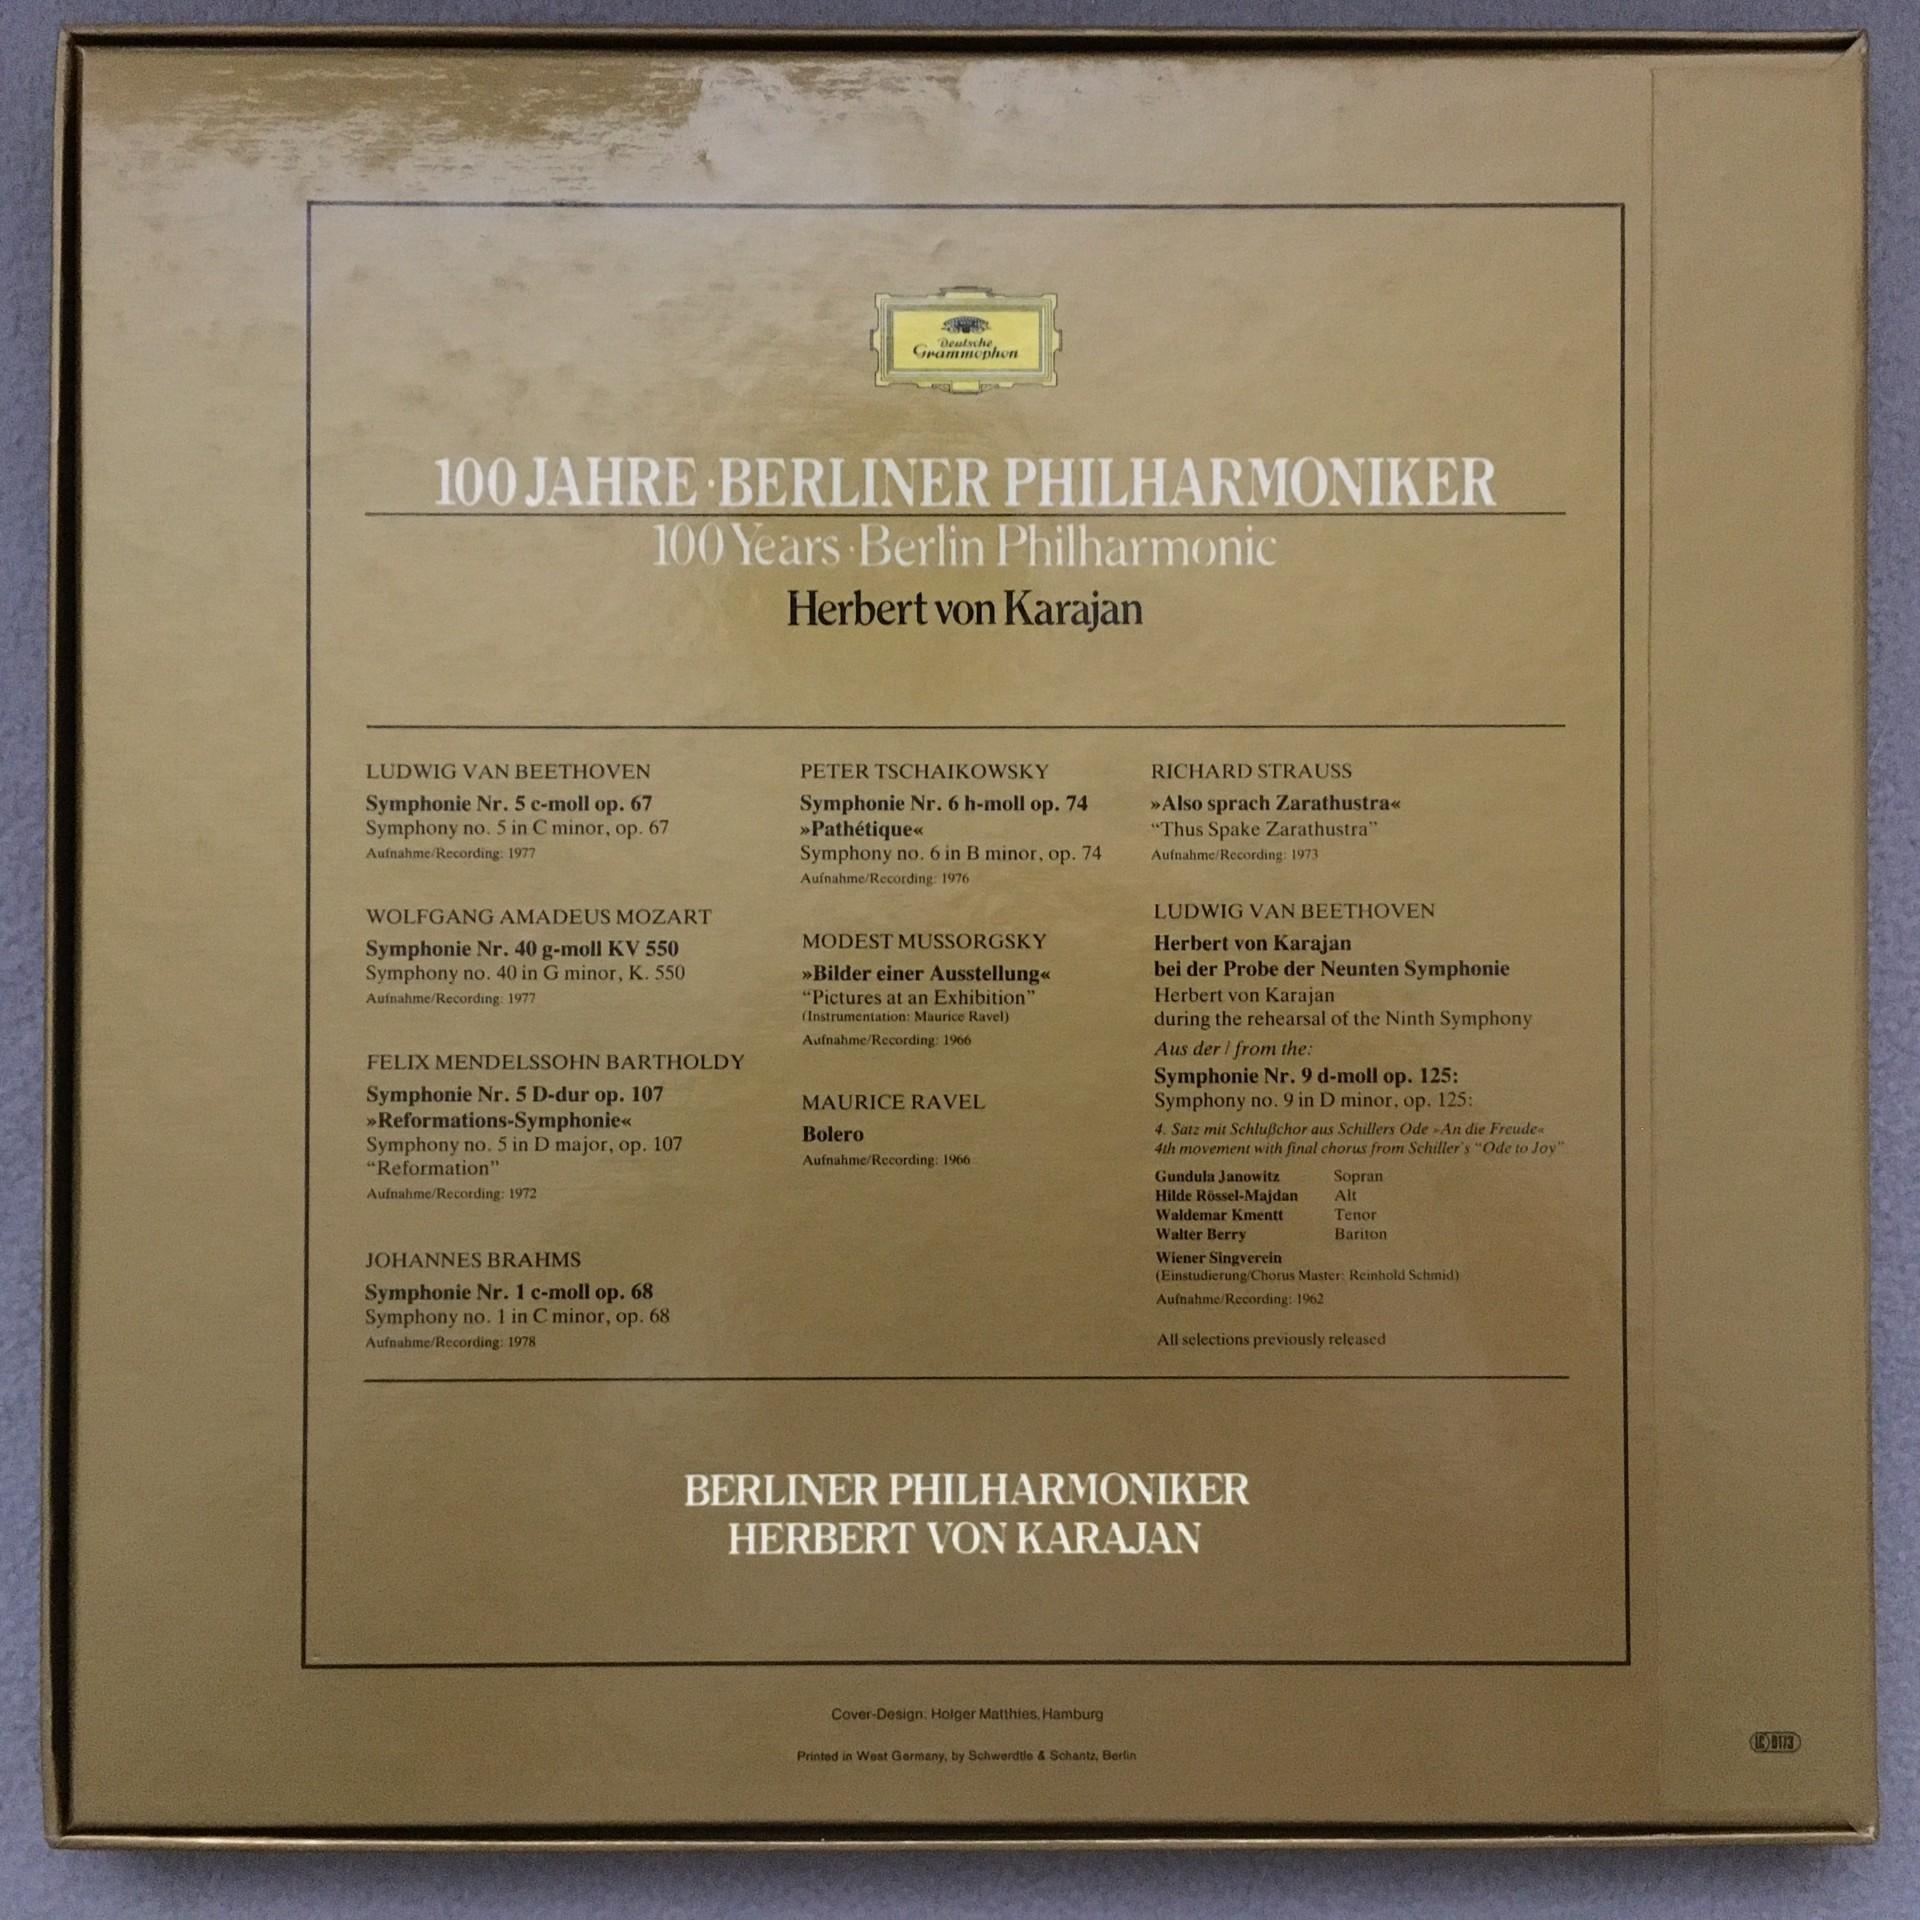 Deutsche
Grammophon
100 JAHRE·BERLINER PHILHARMONIKER
100 Years·Berlin Philharmonic
Herbert von Karajan
LUDWIG VAN BEETHOVEN
Symphonie Nr. 5 c-moll op. 67
Symphony no. 5 in C minor, op. 67
Aufnahme/Recording: 1977
WOLFGANG AMADEUS MOZART
Symphonie Nr. 40 g-moll KV 550
Symphony no. 40 in G minor, K. 550
Aufnahme/Recording: 1977
FELIX MENDELSSOHN BARTHOLDY
Symphonie Nr. 5 D-dur op. 107
»Reformations-Symphonie«
Symphony no. 5 in D major, op. 107
“Reformation”
Aufnahme/Recording: 1972
JOHANNES BRAHMS
Symphonie Nr. 1 c-moll op. 68
Symphony no. 1 in C minor, op. 68
Aufnahme/Recording: 1978
PETER TSCHAIKOWSKY
Symphonie Nr. 6 h-moll op. 74
»Pathétique«
Symphony no. 6 in B minor, op. 74
Aufnahme/Recording: 1976
MODEST MUSSORGSKY
»Bilder einer Ausstellung«
“Pictures at an Exhibition”
(Instrumentation: Maurice Ravel)
Aufnahme/Recording: 1966
MAURICE RAVEL
Bolero
Aufnahme/Recording: 1966
RICHARD STRAUSS
»Also sprach Zarathustra«
“Thus Spake Zarathustra”
Aufnahme/Recording: 1973
LUDWIG VAN BEETHOVEN
Herbert von Karajan
bei der Probe der Neunten Symphonie
Herbert von Karajan
during the rehearsal of the Ninth Symphony
Aus der / from the:
Symphonie Nr. 9 d-moll op. 125:
Symphony no. 9 in D minor, op. 125:
4. Satz mit Schlußchor aus Schillers Ode »An die Freude«
4th movement with final chorus from Schiller's “Ode to Joy”
Gundula Janowitz Sopran
Hilde Rössel-Majdan Alt
Waldemar Kmentt Tenor
Walter Berry Bariton
Wiener Singverein
(Einstudierung/Chorus Master: Reinhold Schmid)
Aufnahme/Recording: 1962
All selections previously released
BERLINER PHILHARMONIKER
HERBERT VON KARAJAN
Cover-Design: Holger Matthies, Hamburg
Printed in West Germany, by Schwerdtle & Schantz, Berlin
LC 0173